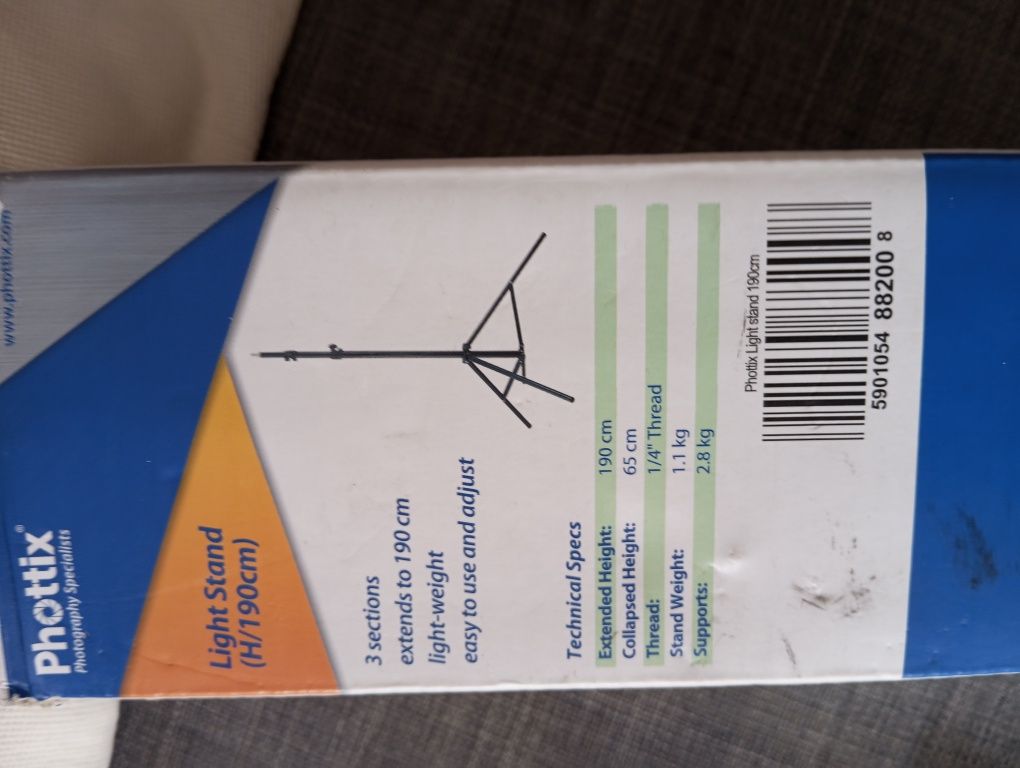 www.phottix.com
Phottix®
Photography Specialists
Light Stand
(H/190cm)
3 sections
extends to 190 cm
light-weight
easy to use and adjust
Technical Specs
Extended Height: 190 cm
Collapsed Height: 65 cm
Thread: 1/4" Thread
Stand Weight: 1.1 kg
Supports: 2.8 kg
Phottix Light stand 190cm
5901054 88200 8